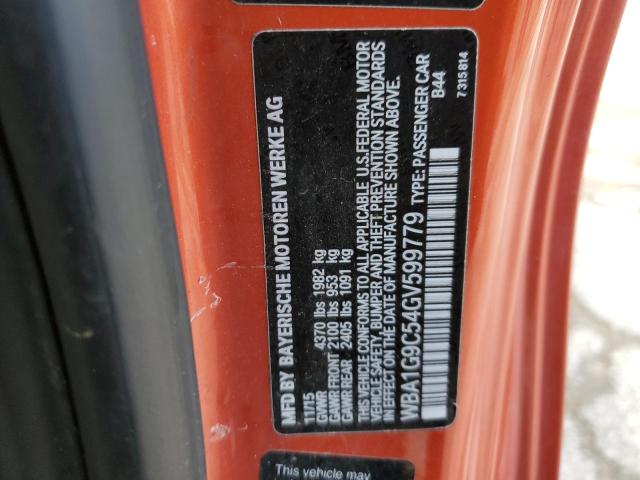 MFD BY BAYERISCHE MOTOREN WERKE AG
11/15
GVWR 4370 lbs 1982 kg
GAWR FRONT 2100 lbs 953 kg
GAWR REAR 2405 lbs 1091 kg
THIS VEHICLE CONFORMS TO ALL APPLICABLE U.S.FEDERAL MOTOR
VEHICLE SAFETY, BUMPER AND THEFT PREVENTION STANDARDS
IN EFFECT ON THE DATE OF MANUFACTURE SHOWN ABOVE.
WBA1G9C54GV599779 TYPE: PASSENGER CAR
B44
7 315 814
This vehicle may